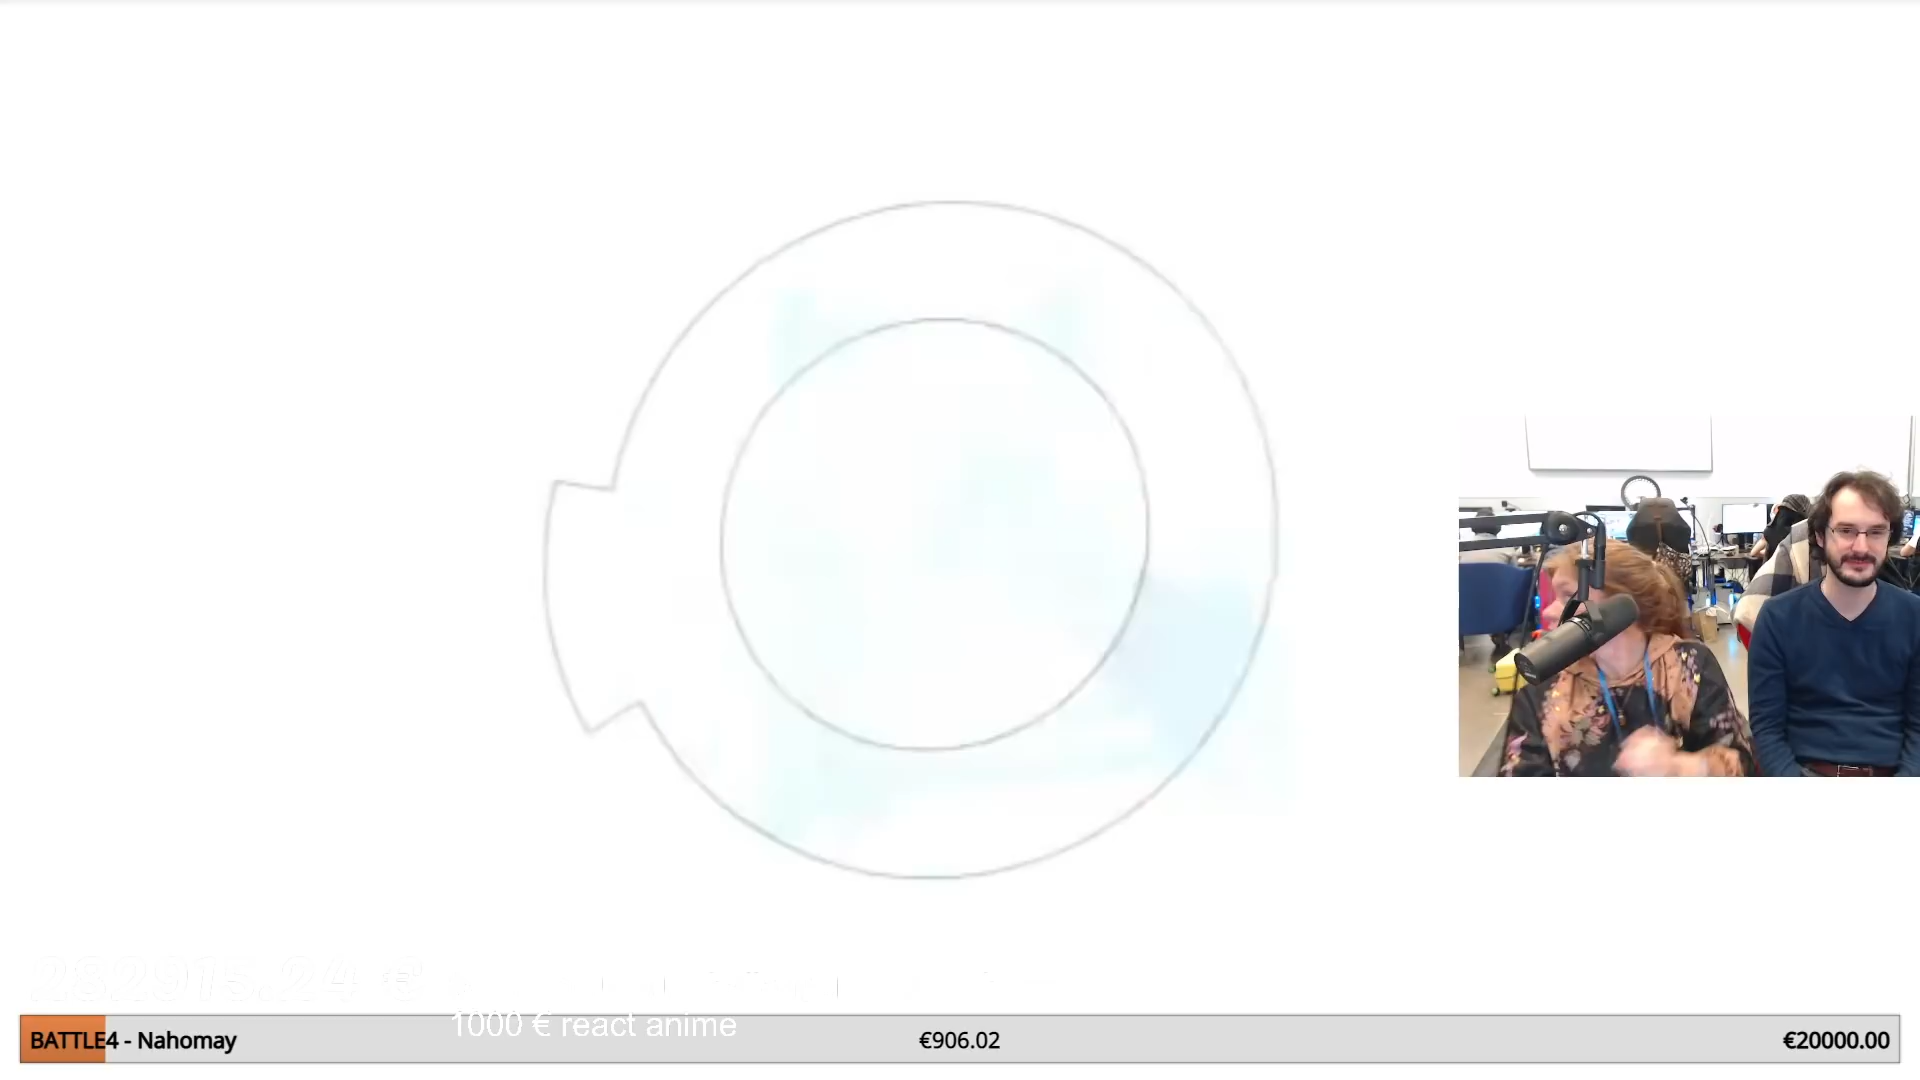 282915.24 €
1000 € react anime
BATTLE4 - Nahomay
€906.02
€20000.00